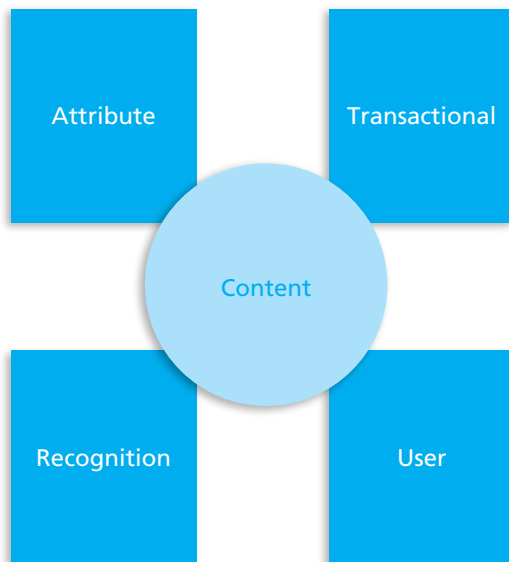 Attribute
Transactional
Content
Recognition
User